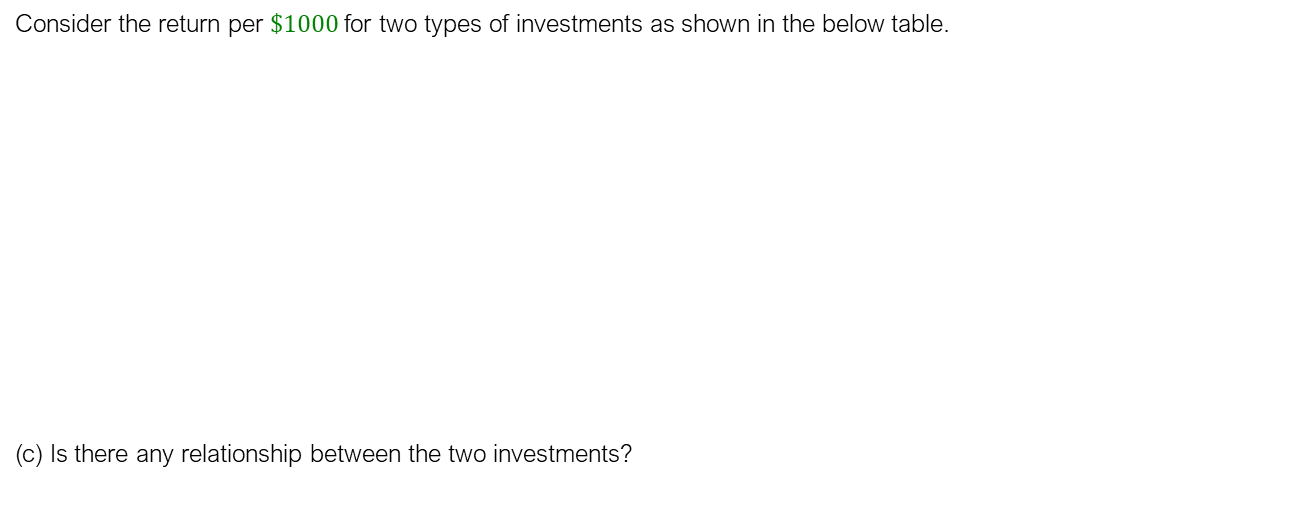 Consider the return per $1000 for two types of investments as shown in the below table.
(c) Is there any relationship between the two investments?